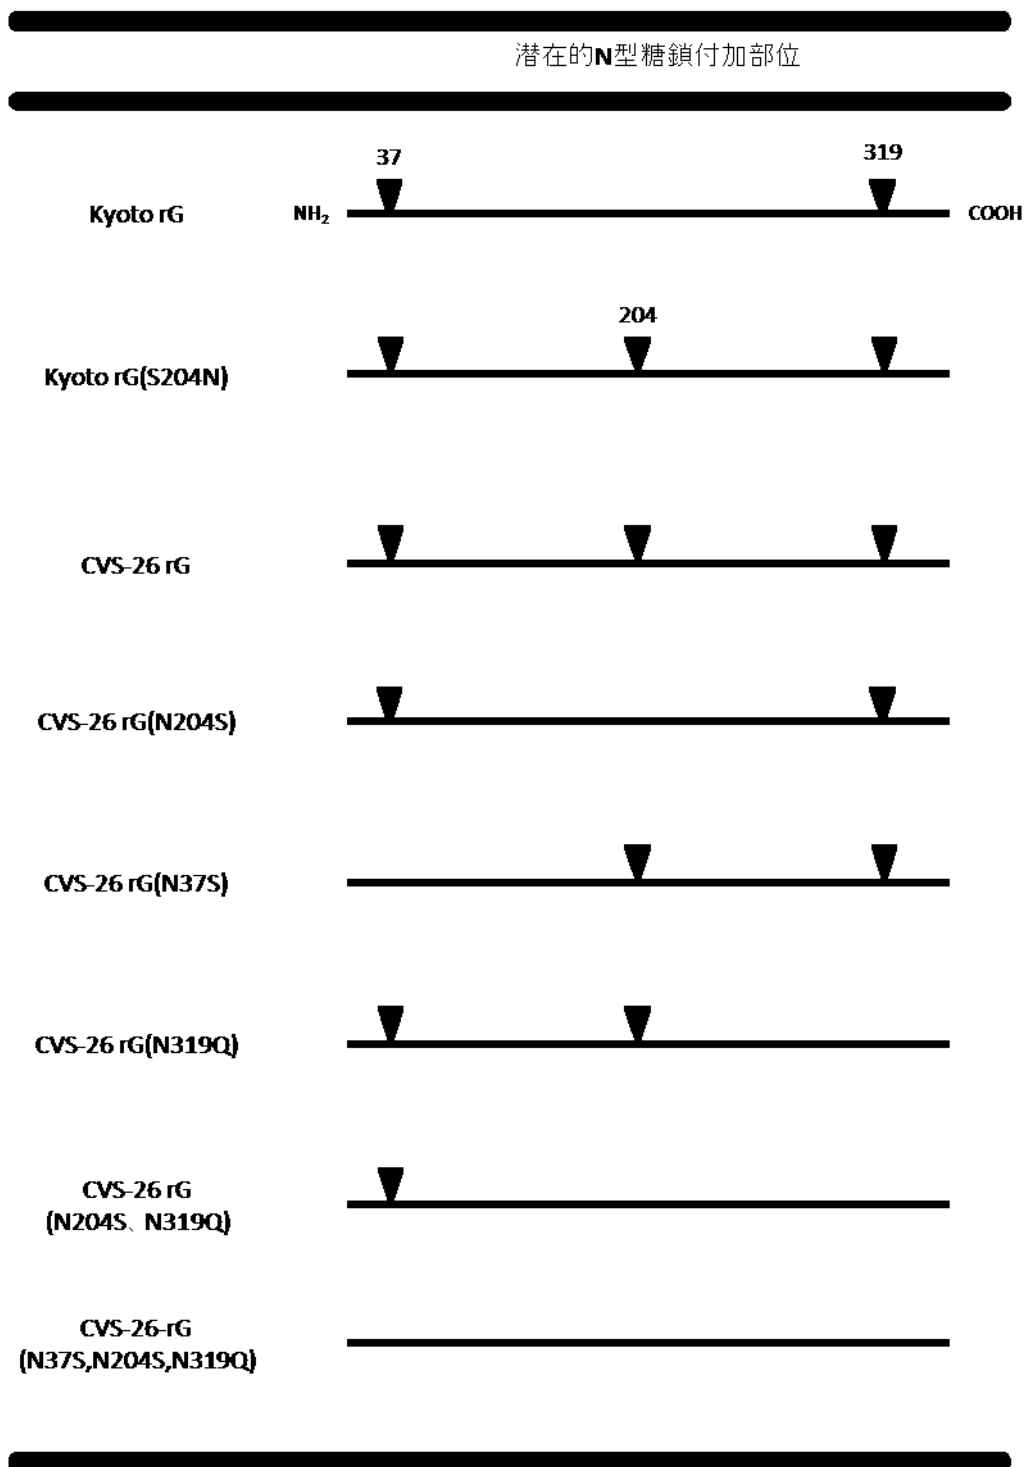 潜在的N型糖鎖付加部位
37
319
Kyoto rG
NH₂
COOH
204
Kyoto rG(S204N)
CVS-26 rG
CVS-26 rG(N204S)
CVS-26 rG(N37S)
CVS-26 rG(N319Q)
CVS-26 rG
(N204S、N319Q)
CVS-26-rG
(N37S,N204S,N319Q)